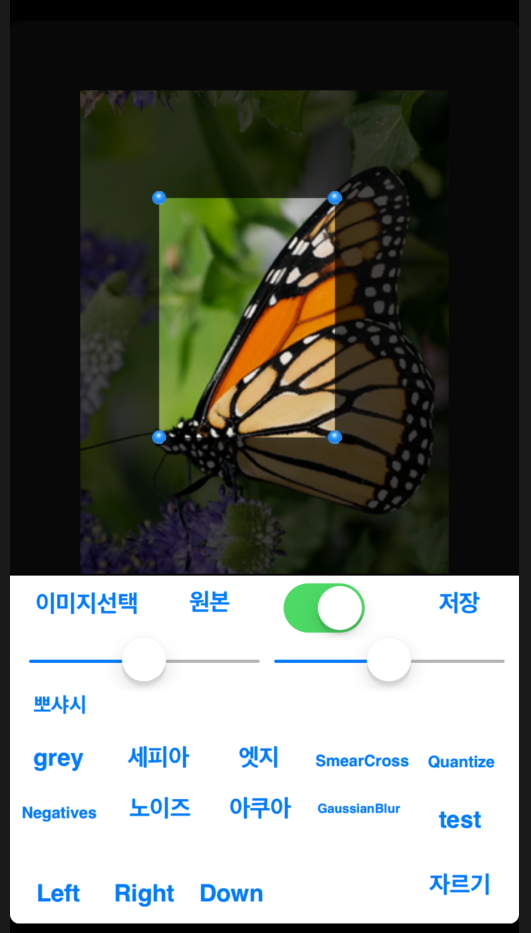 이미지선택 원본 저장
뽀샤시
grey 세피아 엣지 SmearCross Quantize
Negatives 노이즈 아쿠아 GaussianBlur test
Left Right Down 자르기